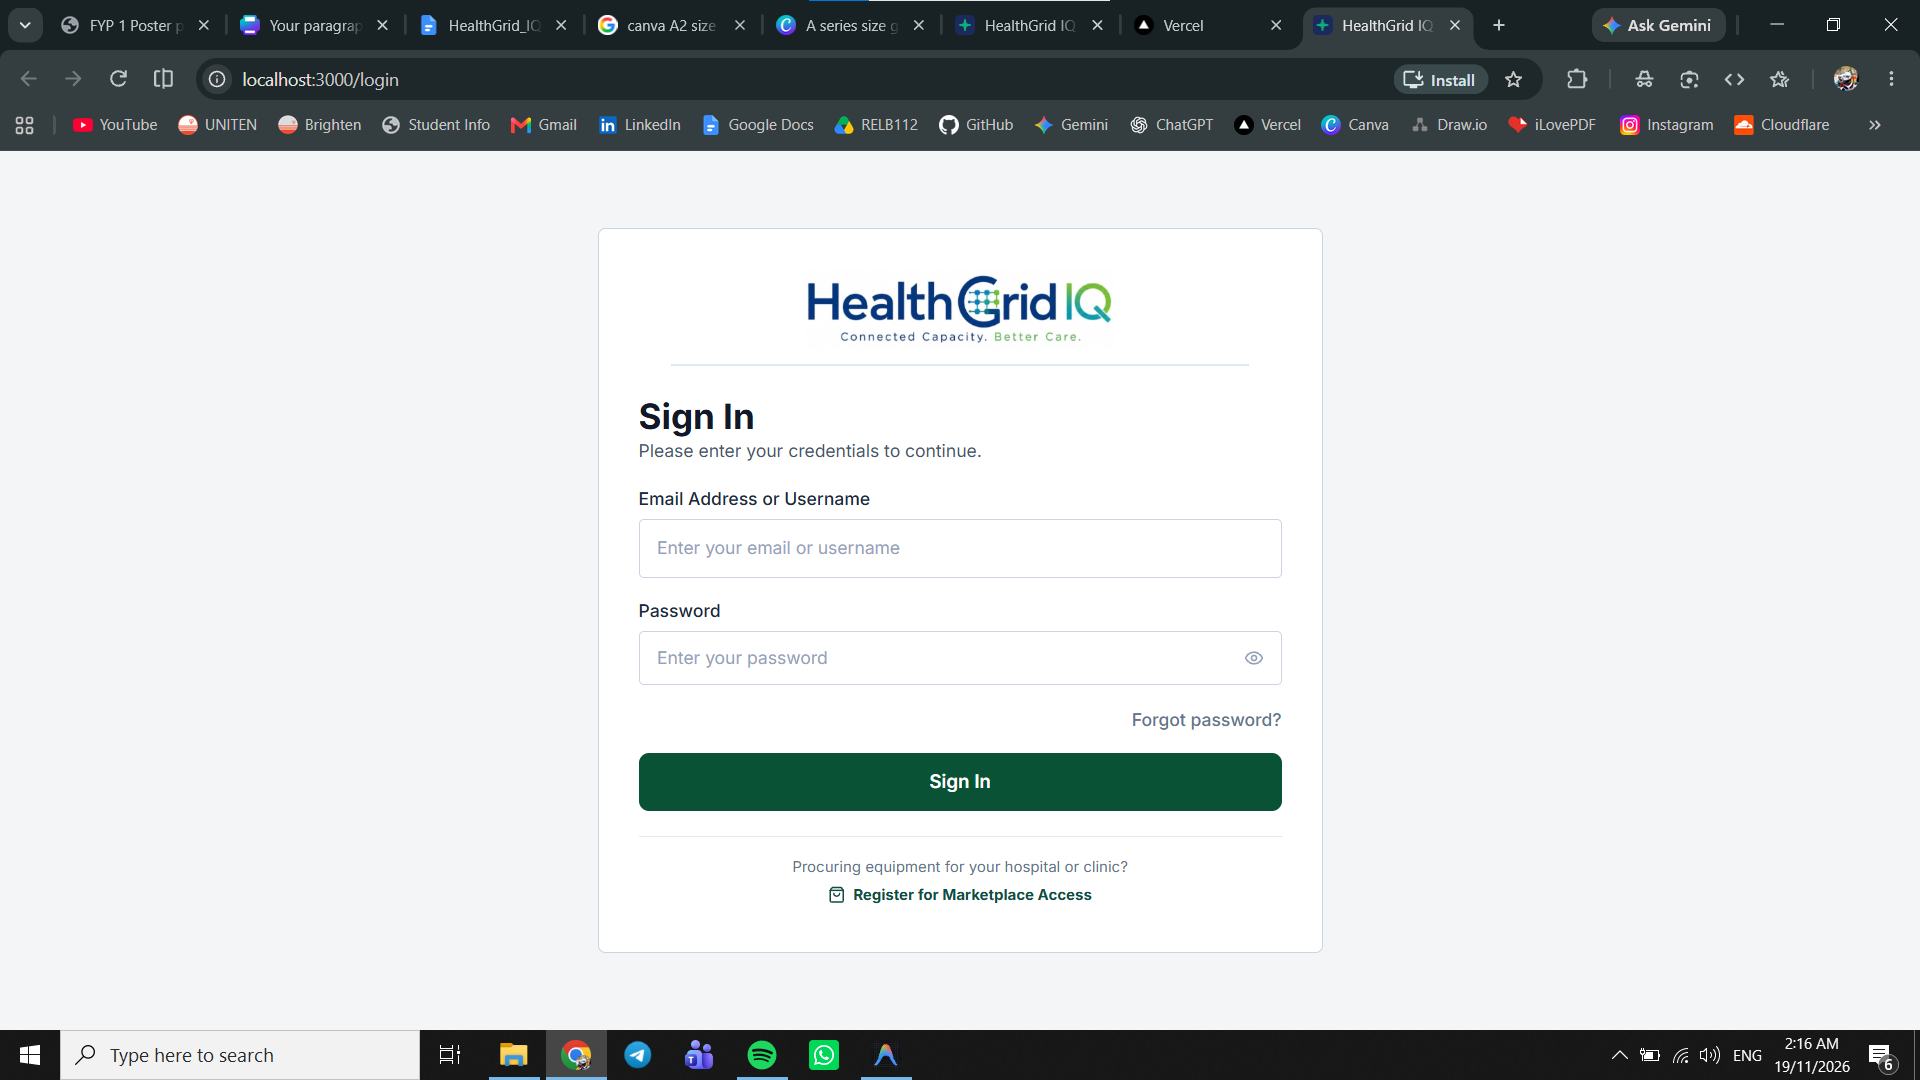 FYP 1 Poster p
Your paragrap
HealthGrid_IQ
canva A2 size
A series size g
HealthGrid IQ
Vercel
HealthGrid IQ
Ask Gemini
localhost:3000/login
Install
YouTube
UNITEN
Brighten
Student Info
Gmail
LinkedIn
Google Docs
RELB112
GitHub
Gemini
ChatGPT
Vercel
Canva
Draw.io
iLovePDF
Instagram
Cloudflare
HealthGrid IQ
Connected Capacity. Better Care.
Sign In
Please enter your credentials to continue.
Email Address or Username
Enter your email or username
Password
Enter your password
Forgot password?
Sign In
Procuring equipment for your hospital or clinic?
Register for Marketplace Access
Type here to search
ENG
2:16 AM
19/11/2026
6